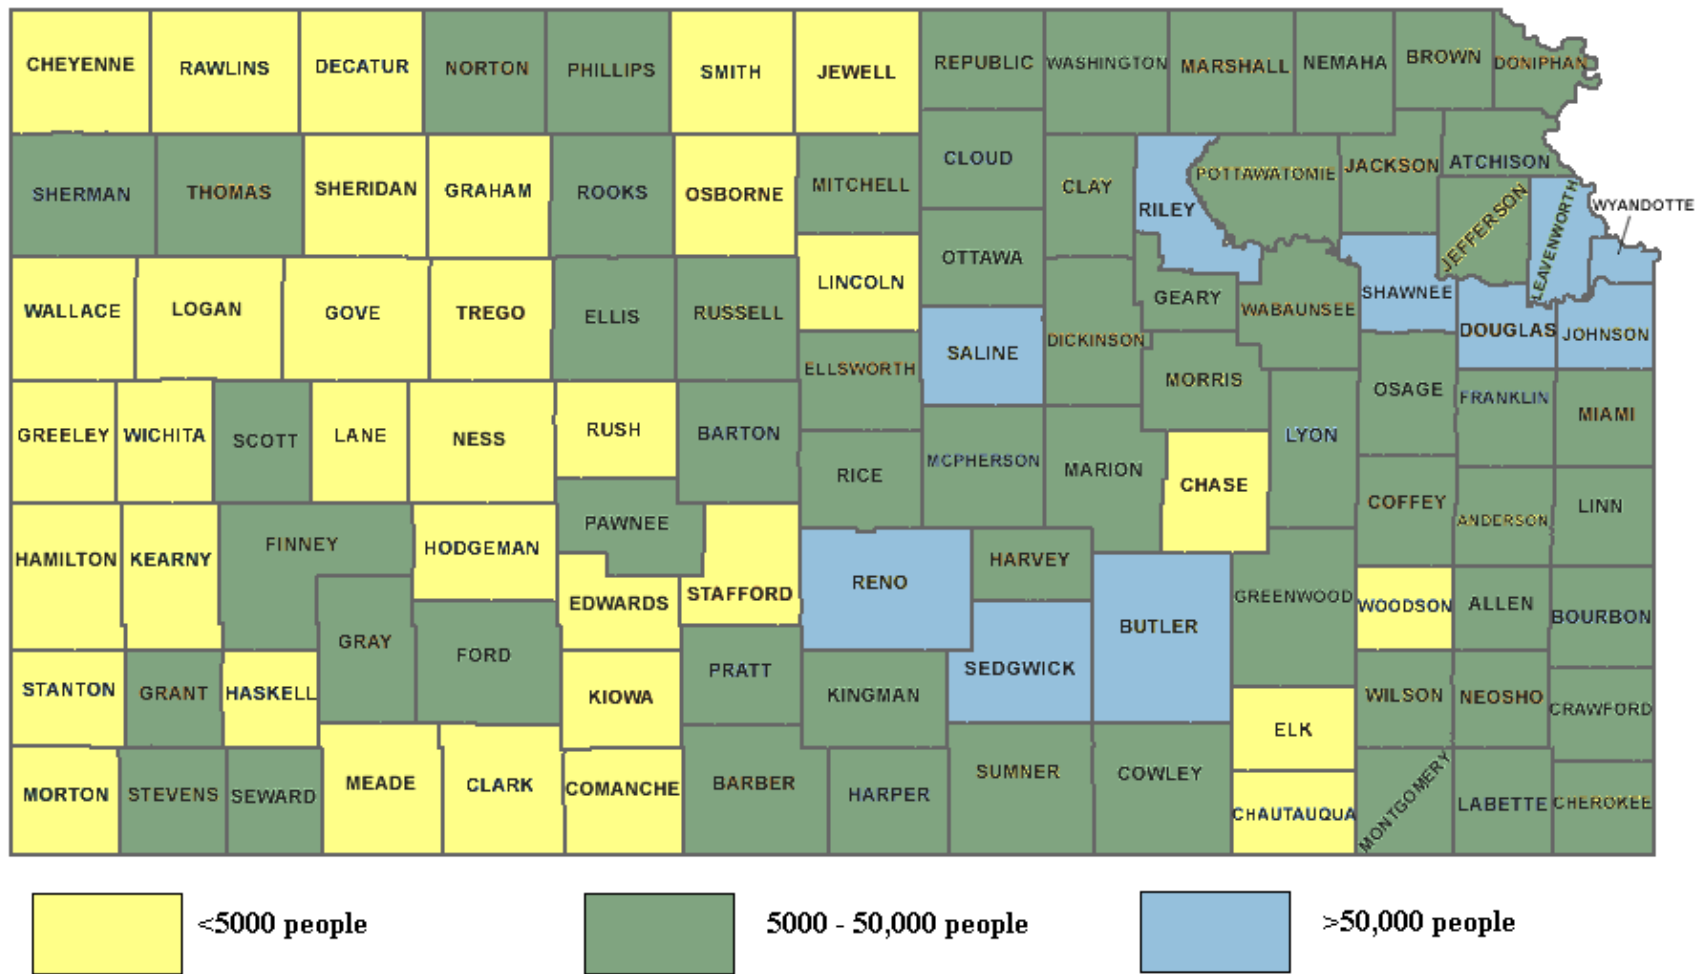 CHEYENNE
RAWLINS
DECATUR
NORTON
PHILLIPS
SMITH
JEWELL
REPUBLIC
WASHINGTON
MARSHALL
NEMAHA
BROWN
DONIPHAN
SHERMAN
THOMAS
SHERIDAN
GRAHAM
ROOKS
OSBORNE
MITCHELL
CLOUD
CLAY
RILEY
POTTAWATOMIE
JACKSON
ATCHISON
JEFFERSON
LEAVENWORTH
WYANDOTTE
WALLACE
LOGAN
GOVE
TREGO
ELLIS
RUSSELL
LINCOLN
OTTAWA
GEARY
WABAUNSEE
SHAWNEE
DOUGLAS
JOHNSON
ELLSWORTH
SALINE
DICKINSON
MORRIS
OSAGE
FRANKLIN
MIAMI
GREELEY
WICHITA
SCOTT
LANE
NESS
RUSH
BARTON
RICE
MCPHERSON
MARION
CHASE
LYON
COFFEY
ANDERSON
LINN
HAMILTON
KEARNY
FINNEY
HODGEMAN
PAWNEE
EDWARDS
STAFFORD
RENO
HARVEY
BUTLER
GREENWOOD
WOODSON
ALLEN
BOURBON
GRAY
FORD
PRATT
KINGMAN
SEDGWICK
STANTON
GRANT
HASKELL
KIOWA
ELK
WILSON
NEOSHO
CRAWFORD
MORTON
STEVENS
SEWARD
MEADE
CLARK
COMANCHE
BARBER
HARPER
SUMNER
COWLEY
CHAUTAUQUA
MONTGOMERY
LABETTE
CHEROKEE
<5000 people
5000 - 50,000 people
>50,000 people